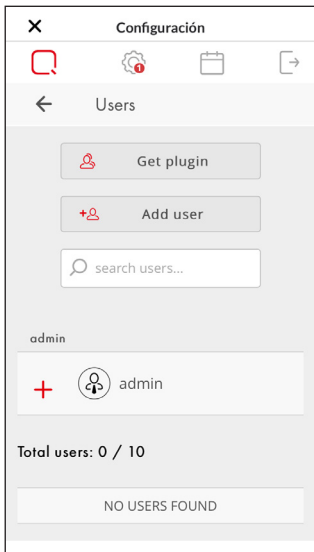 Configuración
1
Users
Get plugin
Add user
search users...
admin
admin
Total users: 0 / 10
NO USERS FOUND